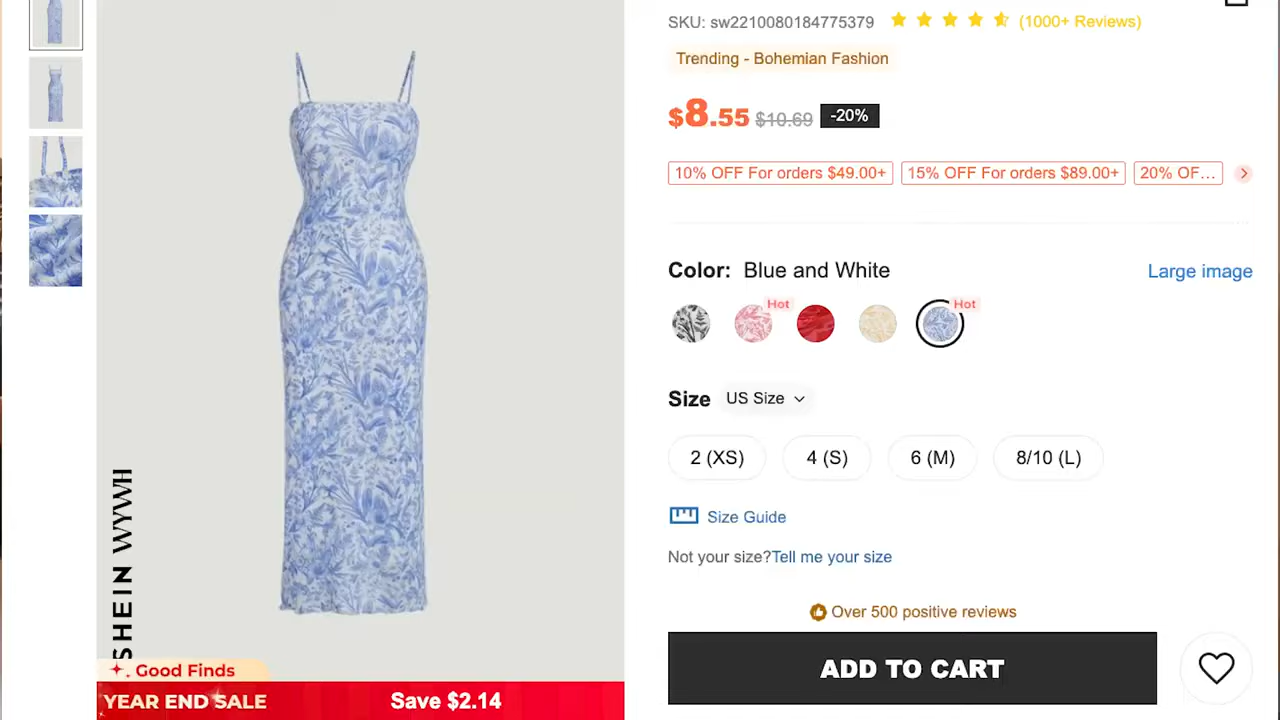 SKU: sw2210080184775379
(1000+ Reviews)
Trending - Bohemian Fashion
$8.55 $10.69 -20%
10% OFF For orders $49.00+
15% OFF For orders $89.00+
20% OF...
Color: Blue and White
Large image
Hot
Hot
Size US Size
2 (XS)
4 (S)
6 (M)
8/10 (L)
Size Guide
Not your size?Tell me your size
Over 500 positive reviews
ADD TO CART
SHEIN WYWH
Good Finds
YEAR END SALE
Save $2.14